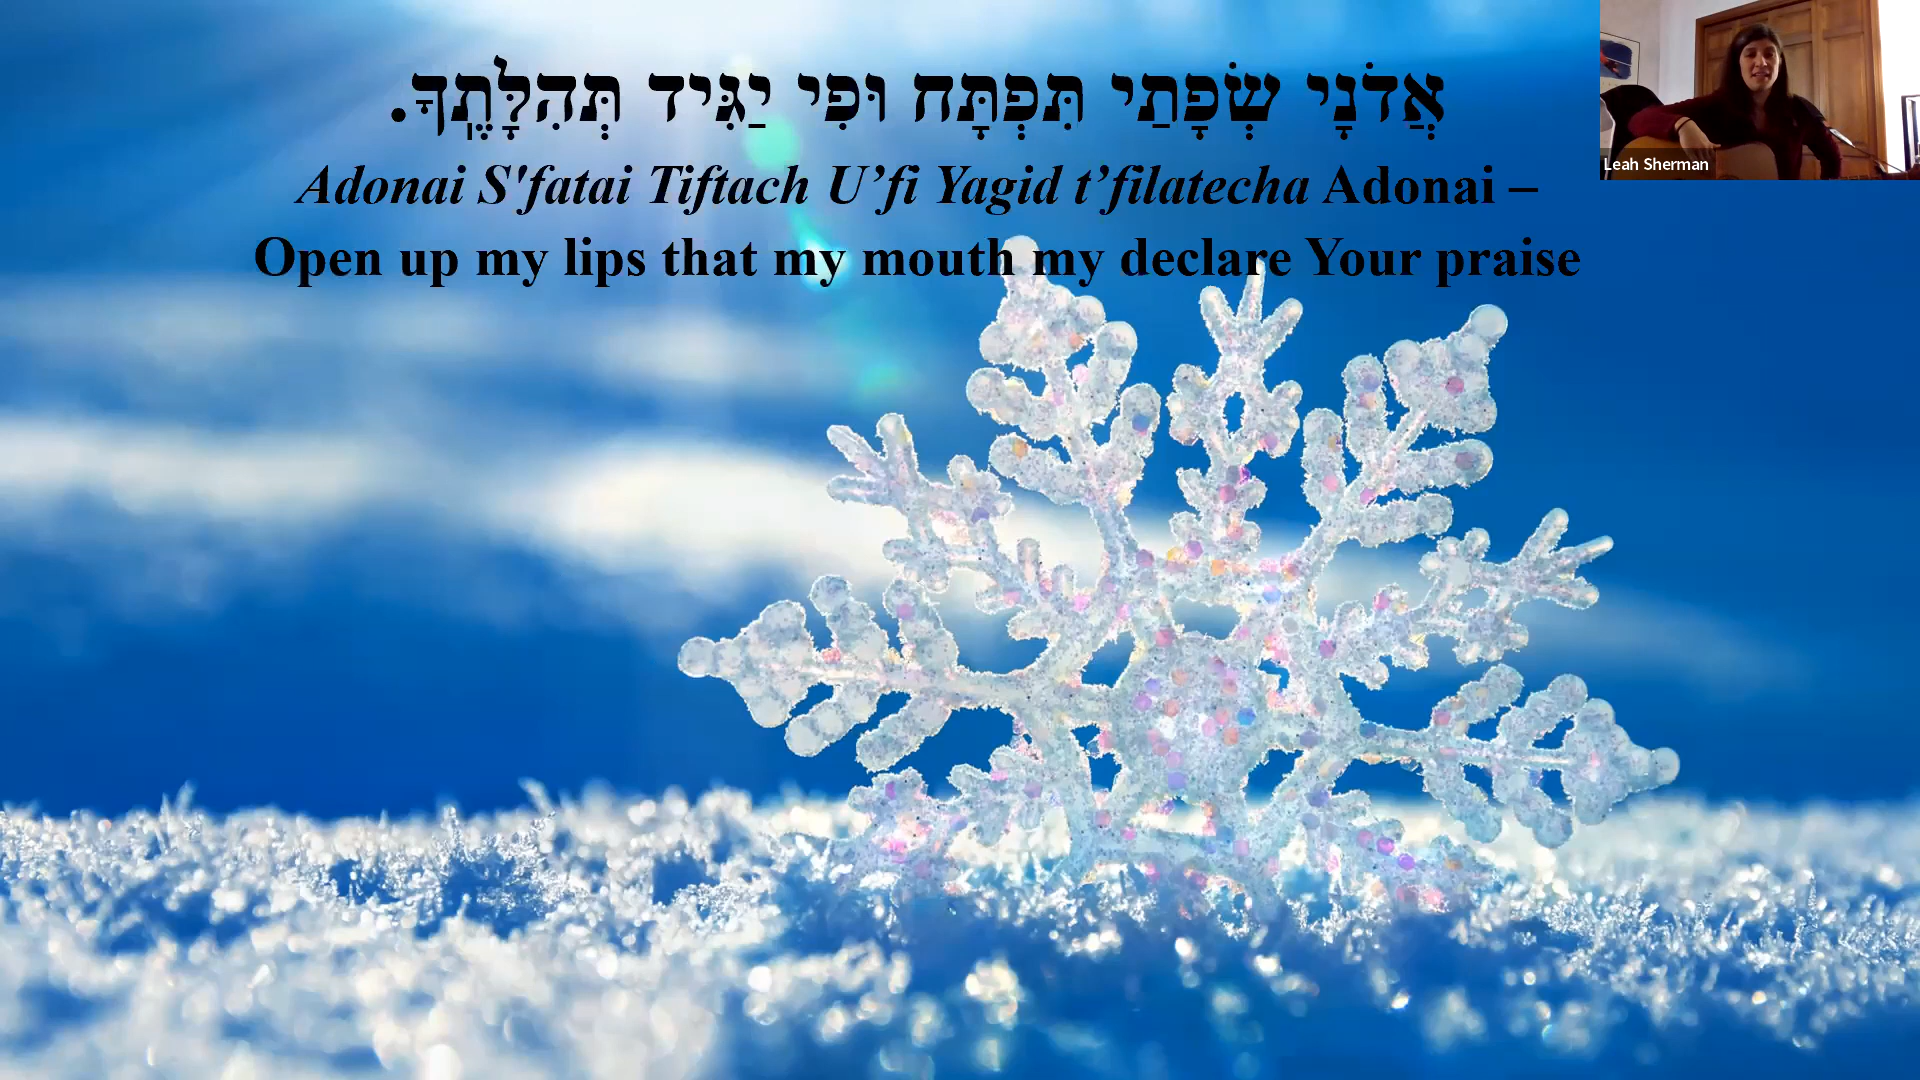 אֲדֹנָי שְׂפָתַי תִּפְתָּח וּפִי יַגִּיד תְּהִלָּתֶֽךָ.
Adonai S'fatai Tiftach U’fi Yagid t’filatecha Adonai –
Open up my lips that my mouth my declare Your praise
Leah Sherman